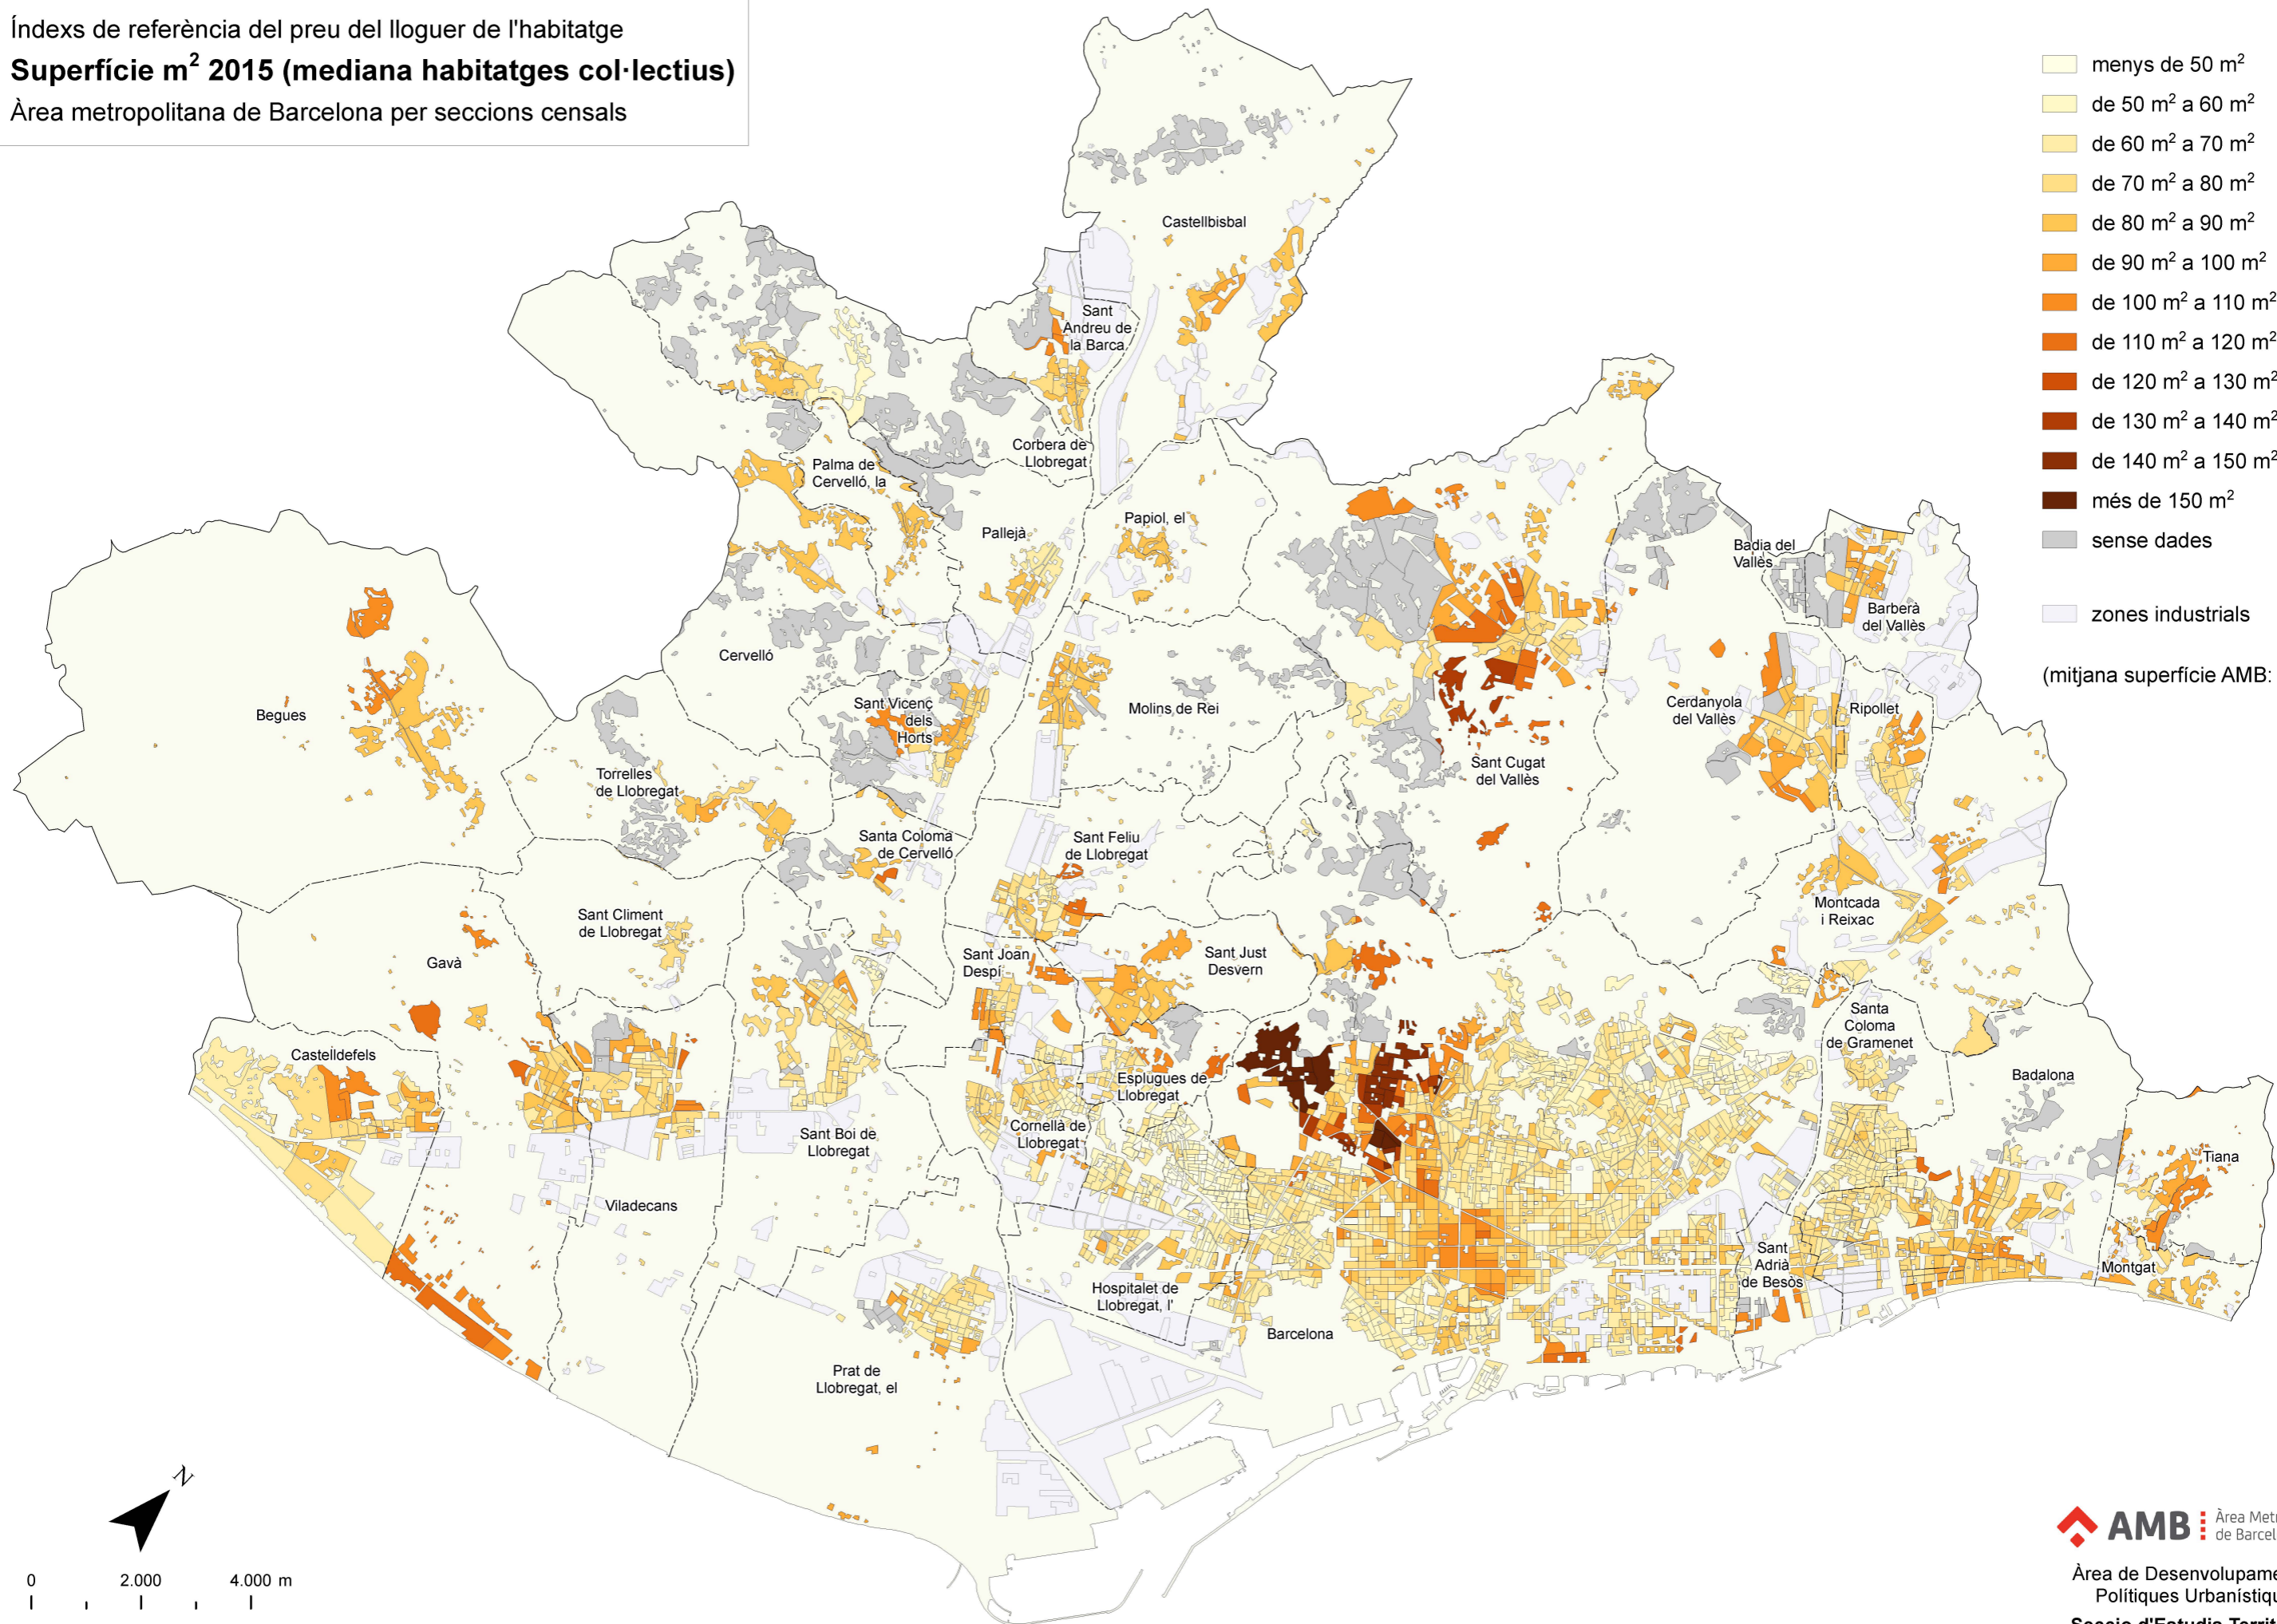 Índexs de referència del preu del lloguer de l'habitatge
Superfície m² 2015 (mediana habitatges col·lectius)
Àrea metropolitana de Barcelona per seccions censals
menys de 50 m²
de 50 m² a 60 m²
de 60 m² a 70 m²
de 70 m² a 80 m²
de 80 m² a 90 m²
de 90 m² a 100 m²
de 100 m² a 110 m²
de 110 m² a 120 m²
de 120 m² a 130 m²
de 130 m² a 140 m²
de 140 m² a 150 m²
més de 150 m²
sense dades
zones industrials
(mitjana superfície AMB:
Castellbisbal
Sant
Andreu de
la Barca
Corbera de
Llobregat
Palma de
Cervelló, la
Pallejà
Papiol, el
Badia del
Vallès
Barberà
del Vallès
Begues
Cervelló
Sant Vicenç
dels
Horts
Molins de Rei
Cerdanyola
del Vallès
Ripollet
Torrelles
de Llobregat
Sant Cugat
del Vallès
Santa Coloma
de Cervelló
Sant Feliu
de Llobregat
Sant Climent
de Llobregat
Montcada
i Reixac
Gavà
Sant Joan
Despí
Sant Just
Desvern
Santa
Coloma
de Gramenet
Castelldefels
Esplugues de
Llobregat
Badalona
Sant Boi de
Llobregat
Cornellà de
Llobregat
Tiana
Viladecans
Sant
Adrià
de Besòs
Montgat
Hospitalet de
Llobregat, l'
Barcelona
Prat de
Llobregat, el
N
0 2.000 4.000 m
AMB
Àrea Metr
de Barcel
Àrea de Desenvolupame
Polítiques Urbanístiqu
Seccio d'Estudis Territ